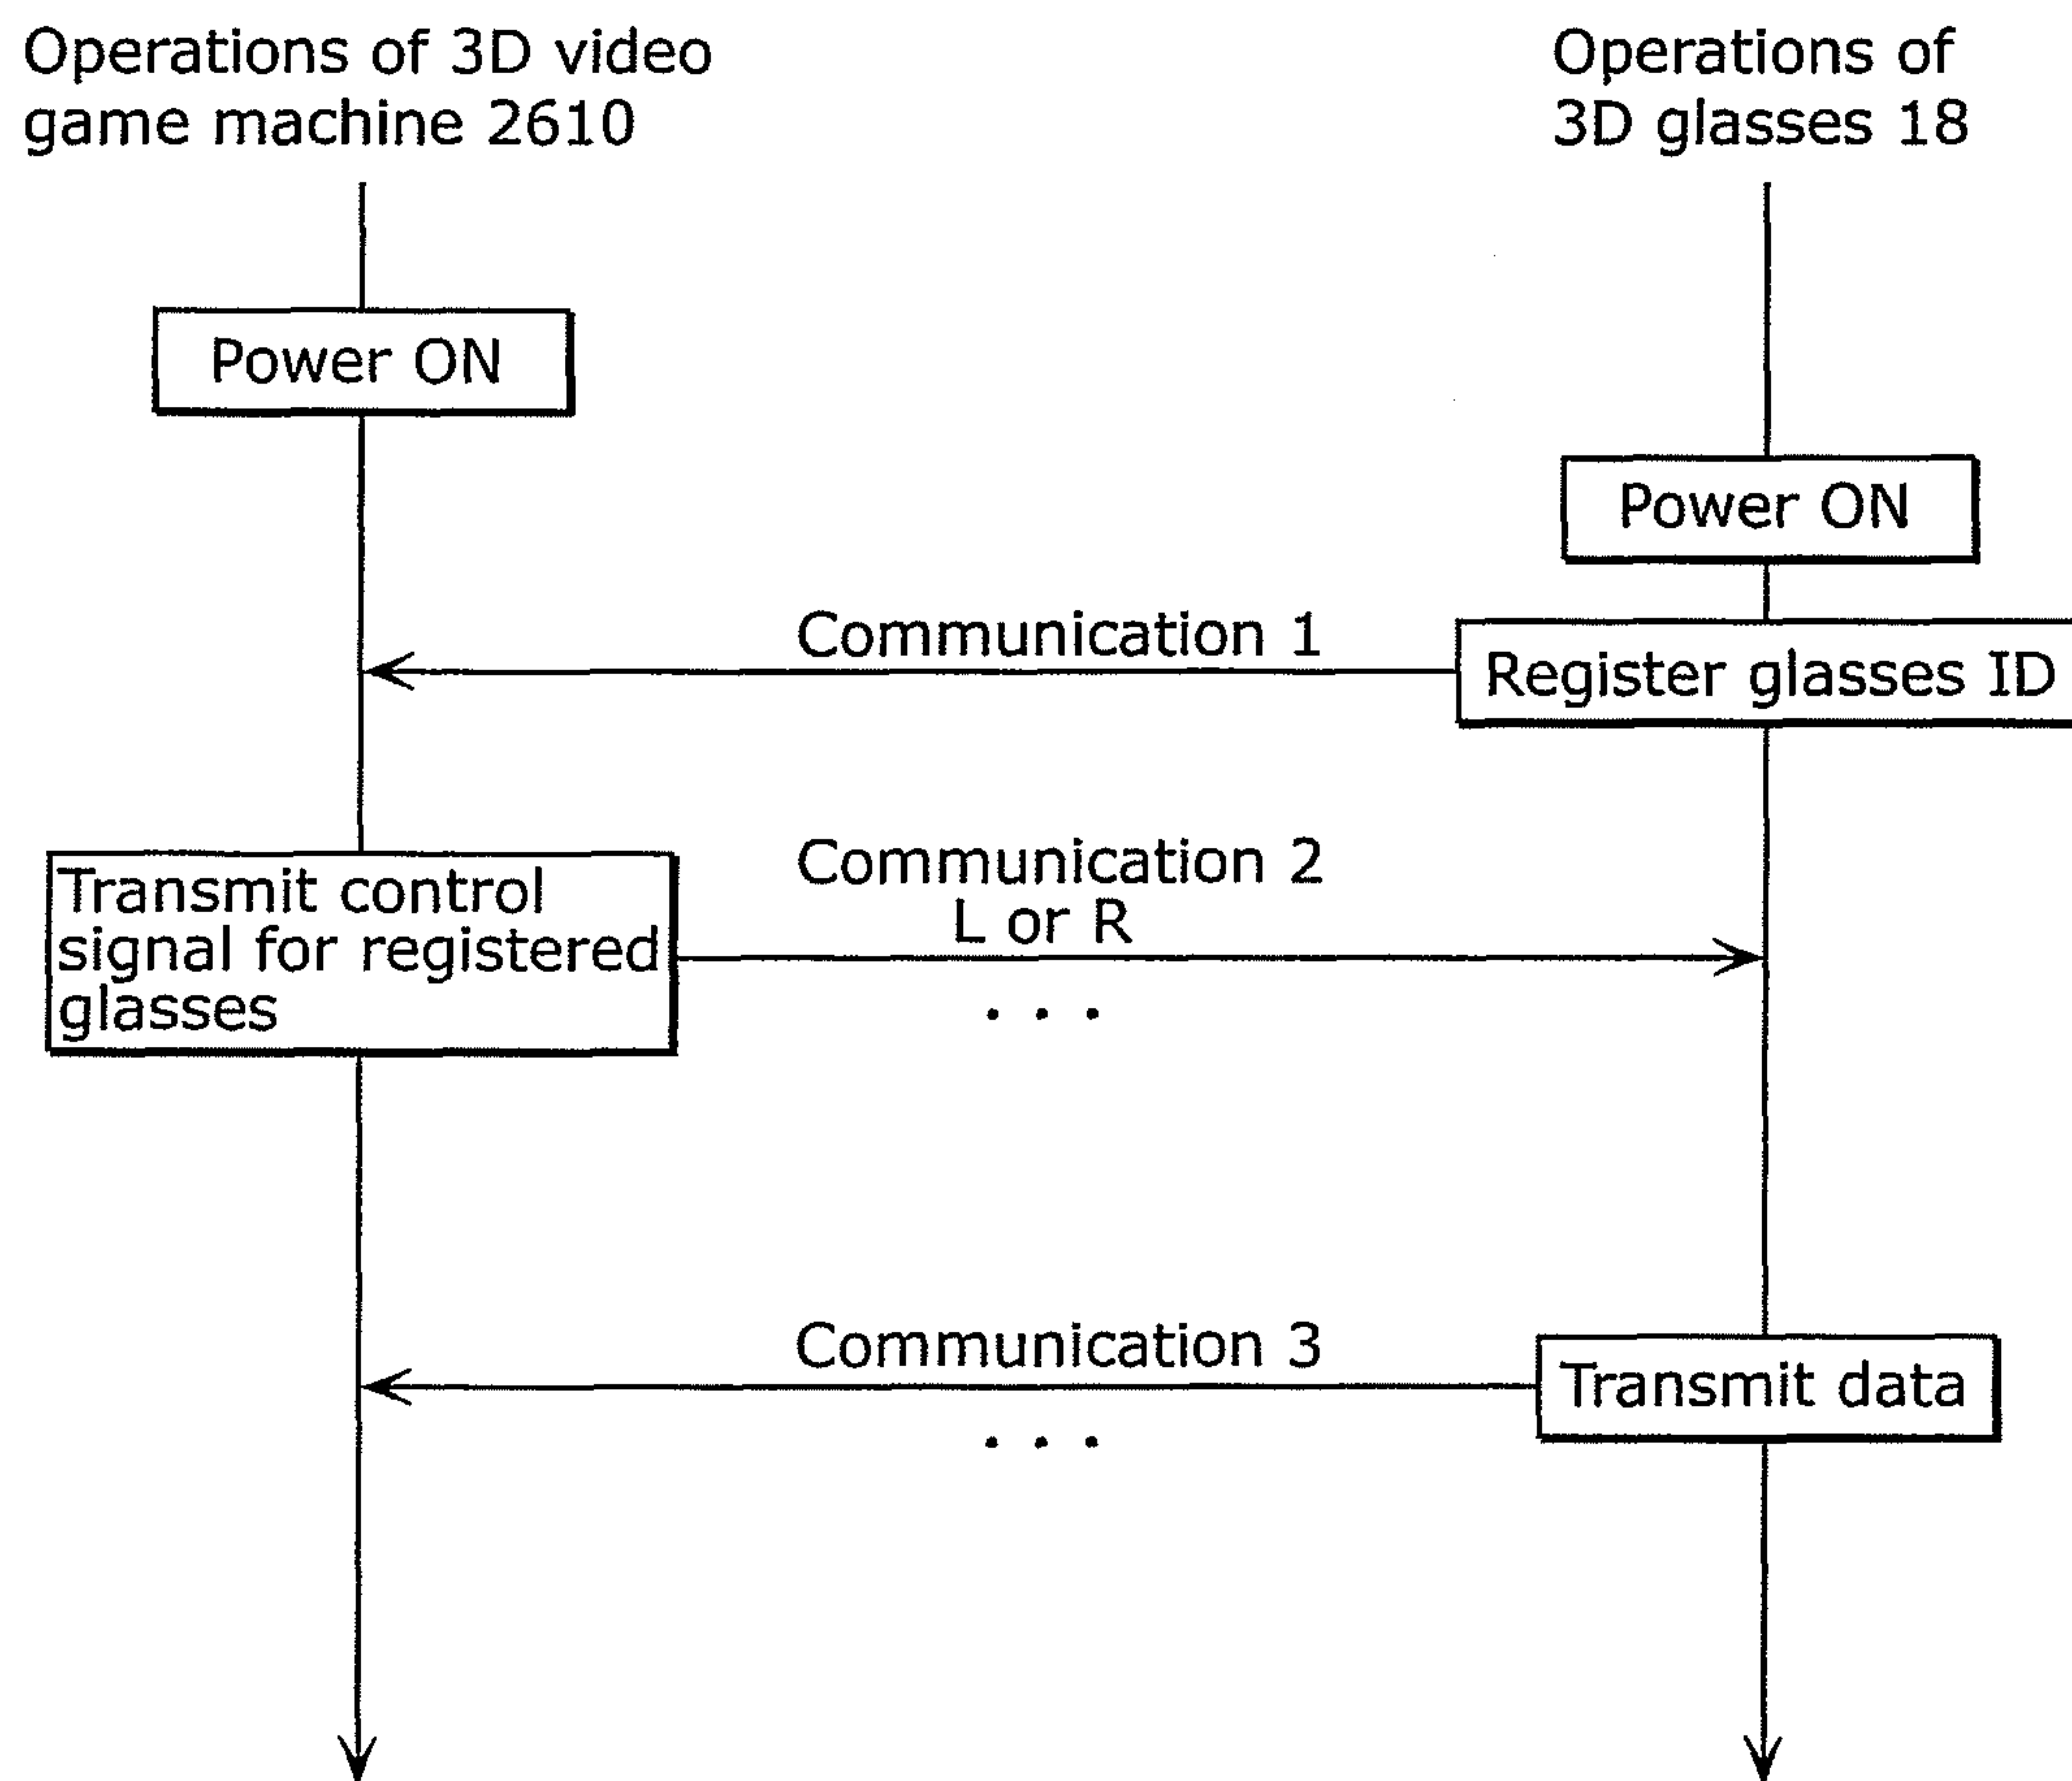 Operations of 3D video
game machine 2610
Operations of
3D glasses 18
Power ON
Power ON
Communication 1
Register glasses ID
Transmit control
signal for registered
glasses
Communication 2
L or R
. . .
Communication 3
Transmit data
. . .